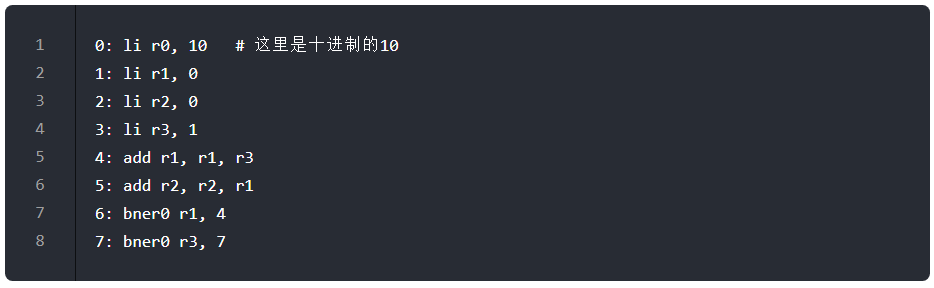 1 0: li r0, 10   # 这里是十进制的10
2 1: li r1, 0
3 2: li r2, 0
4 3: li r3, 1
5 4: add r1, r1, r3
6 5: add r2, r2, r1
7 6: bner0 r1, 4
8 7: bner0 r3, 7